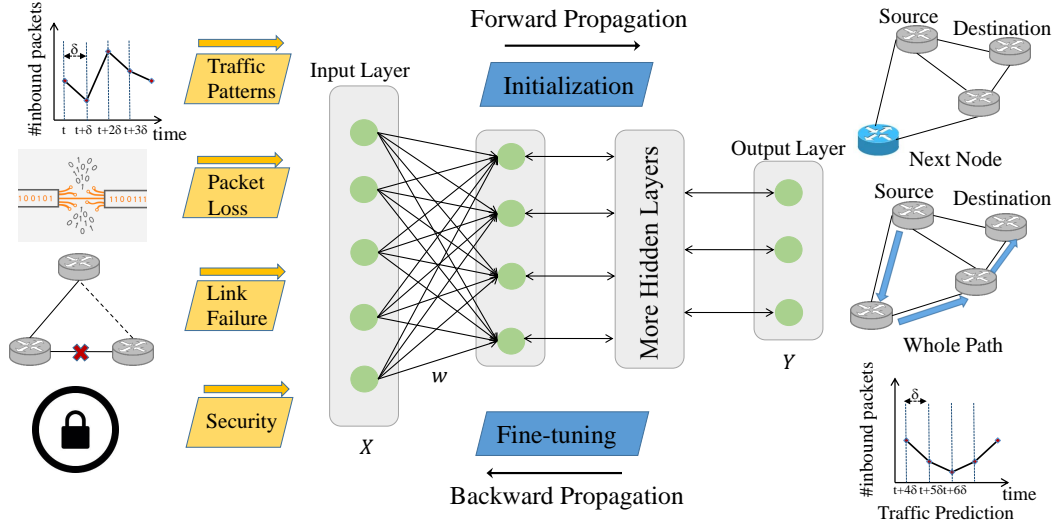 #inbound packets
δ
t t+δ t+2δ t+3δ time
Traffic
Patterns
100101
1100111
Packet
Loss
Link
Failure
Security
Input Layer
X
w
Forward Propagation
Initialization
More Hidden Layers
Fine-tuning
Backward Propagation
Output Layer
Y
Source
Destination
Next Node
Source
Destination
Whole Path
#inbound packets
δ
t+4δ t+5δ t+6δ time
Traffic Prediction